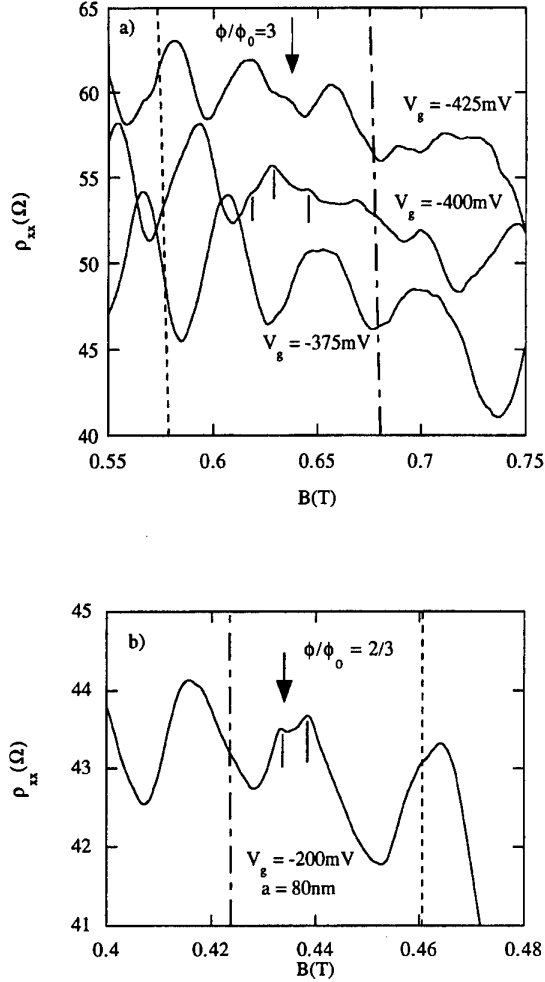 65
a)
ϕ/ϕ0=3
60
Vg = -425mV
55
Vg = -400mV
ρxx(Ω)
50
Vg = -375mV
45
40
0.55 0.6 0.65 0.7 0.75
B(T)
45
b)
ϕ/ϕ0 = 2/3
44
ρxx(Ω)
43
42
Vg = -200mV
a = 80nm
41
0.4 0.42 0.44 0.46 0.48
B(T)